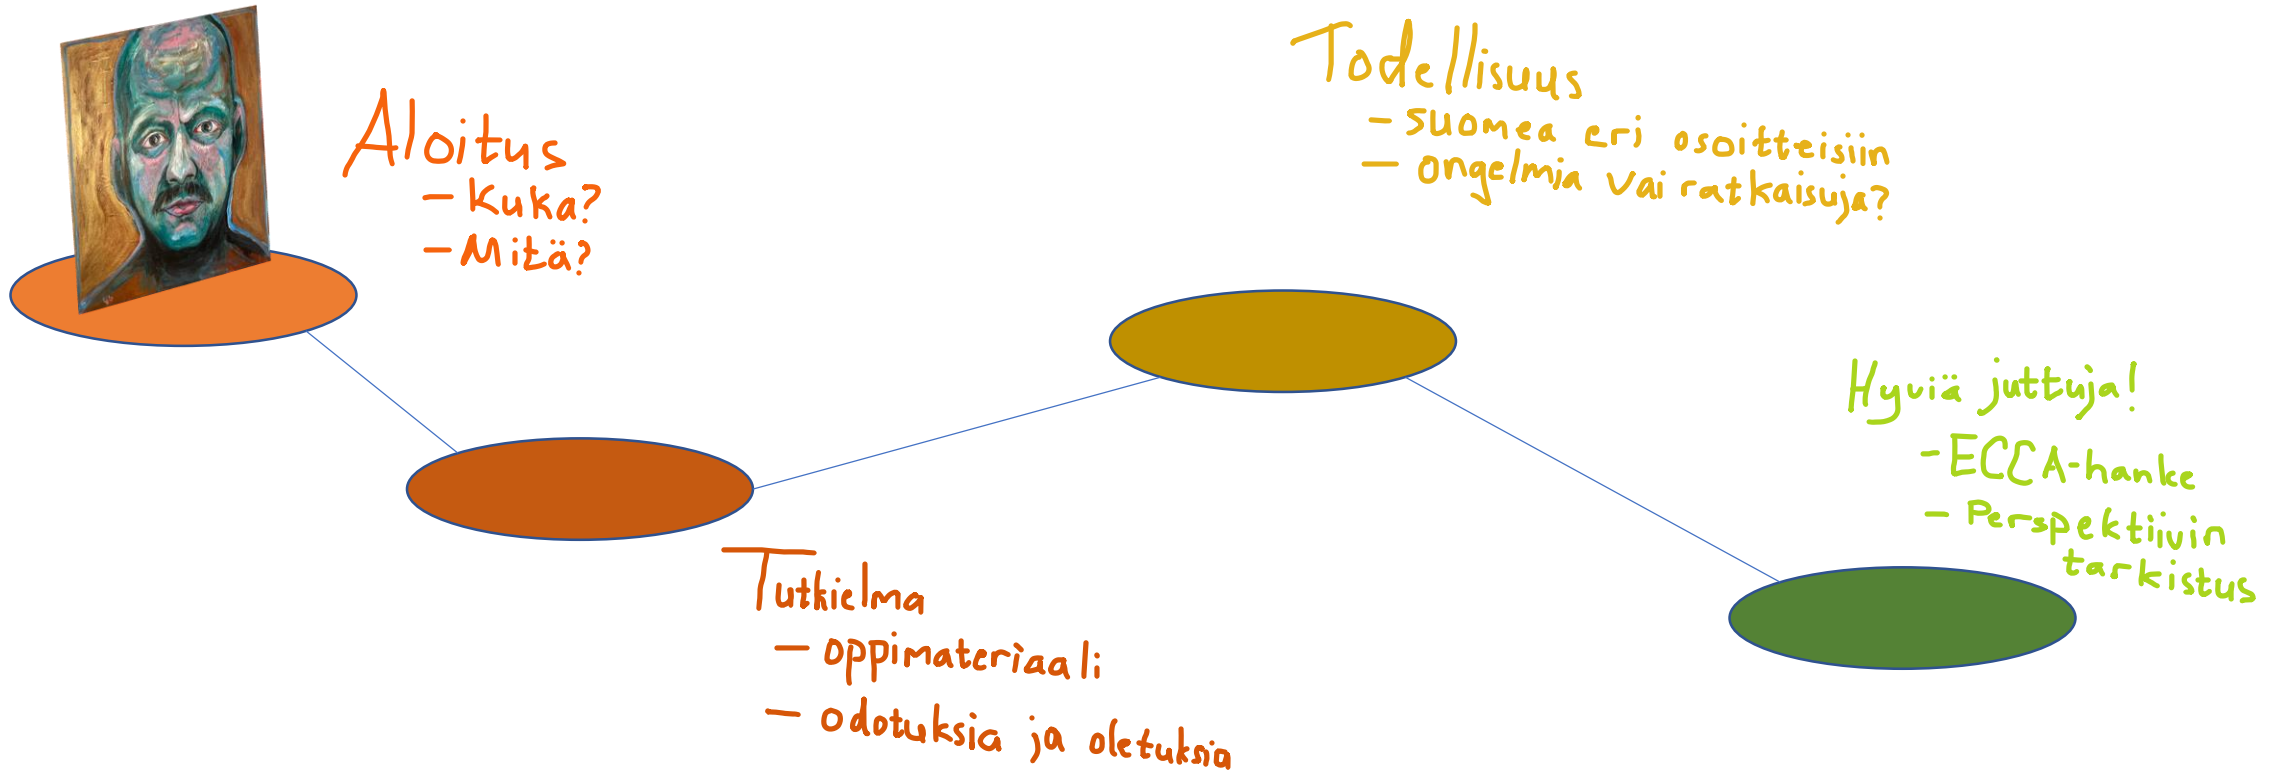 Aloitus
- Kuka?
- Mitä?
Tutkielma
- oppimateriaali
- odotuksia ja oletuksia
Todellisuus
- suomea eri osoitteisiin
- ongelmia vai ratkaisuja?
Hyviä juttuja!
- ECCA-hanke
- Perspektiivin
tarkistus